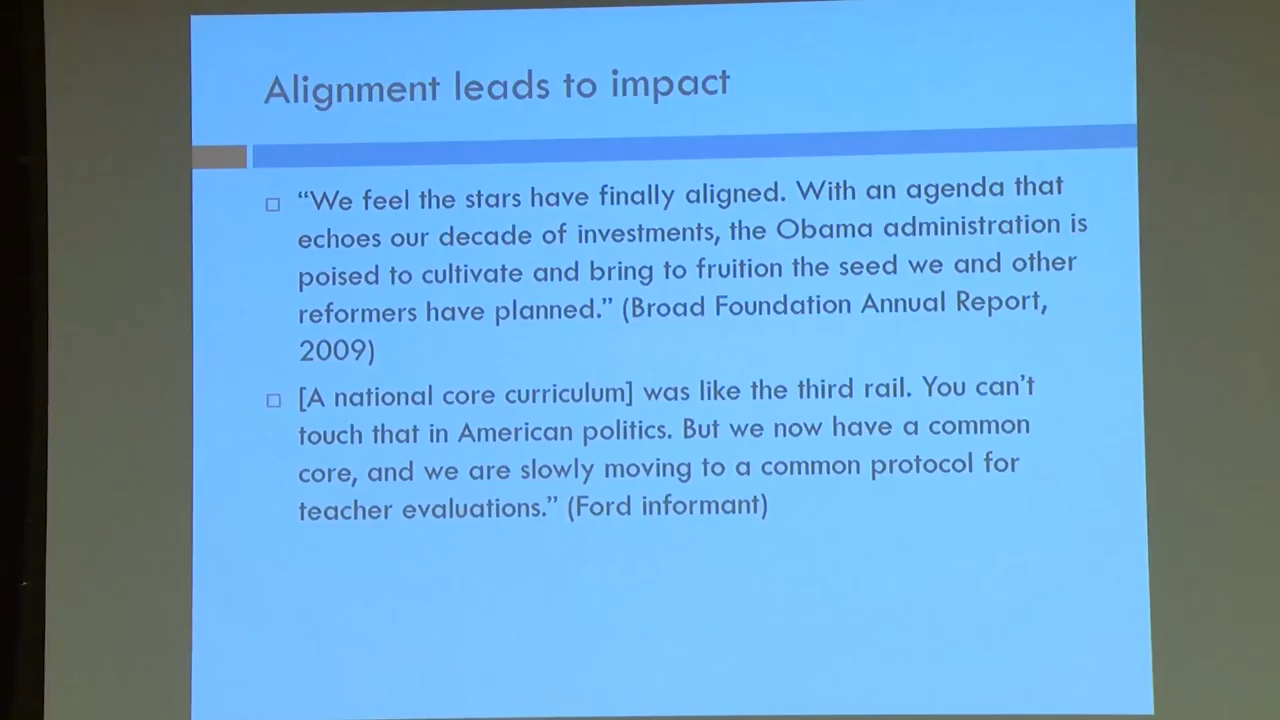 Alignment leads to impact
“We feel the stars have finally aligned. With an agenda that
echoes our decade of investments, the Obama administration is
poised to cultivate and bring to fruition the seed we and other
reformers have planned.” (Broad Foundation Annual Report,
2009)
[A national core curriculum] was like the third rail. You can’t
touch that in American politics. But we now have a common
core, and we are slowly moving to a common protocol for
teacher evaluations.” (Ford informant)